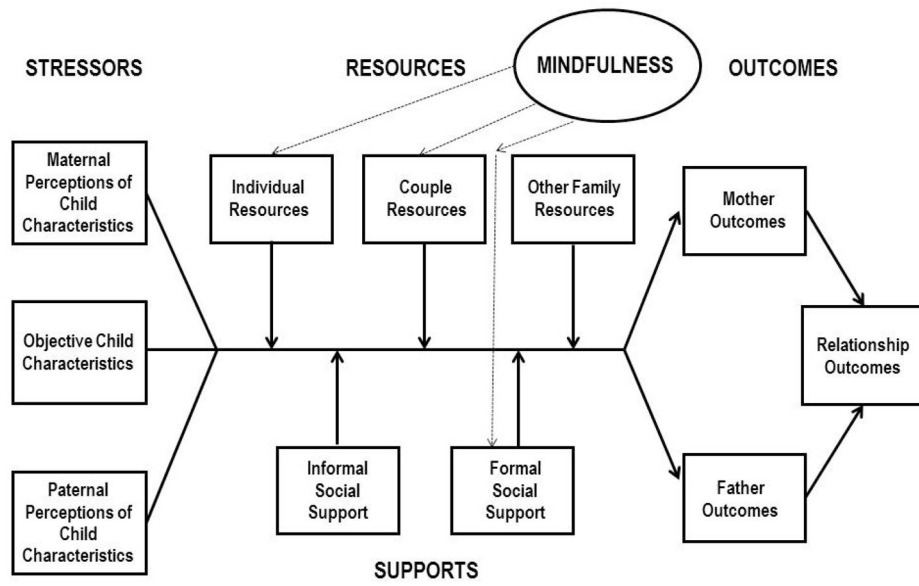 STRESSORS
RESOURCES
MINDFULNESS
OUTCOMES
Maternal
Perceptions of
Child
Characteristics
Individual
Resources
Couple
Resources
Other Family
Resources
Mother
Outcomes
Objective Child
Characteristics
Relationship
Outcomes
Paternal
Perceptions of
Child
Characteristics
Informal
Social
Support
Formal
Social
Support
Father
Outcomes
SUPPORTS